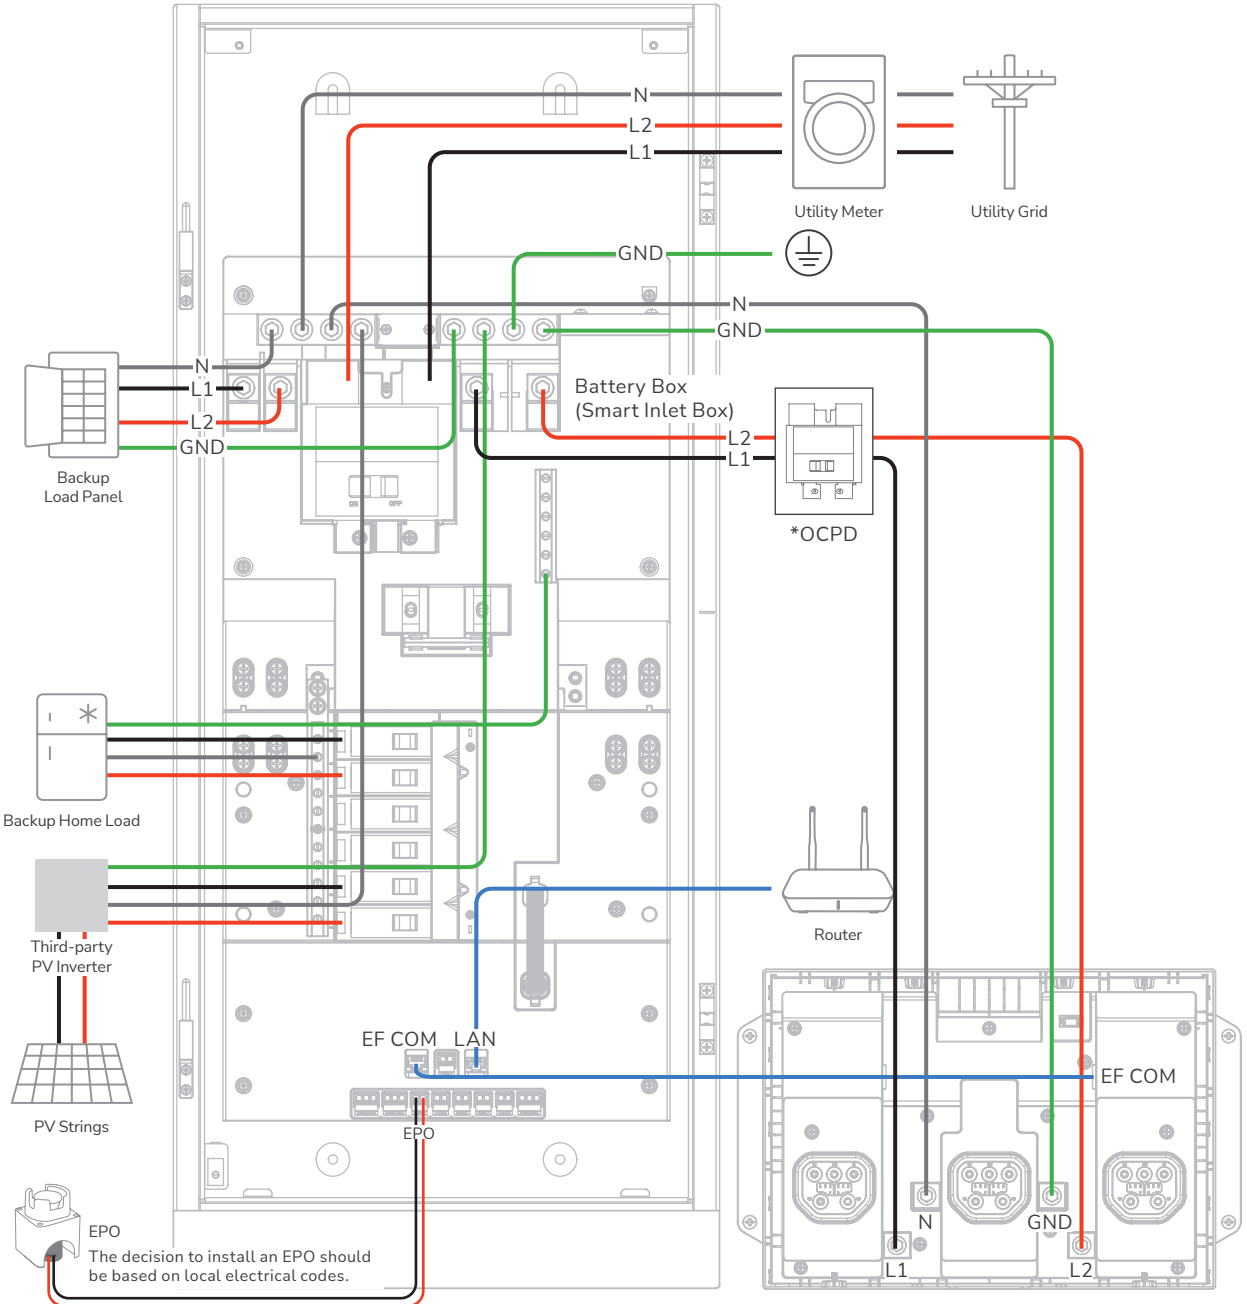 N
L2
L1
Utility Meter
Utility Grid
GND
N
GND
N
L1
L2
GND
Backup
Load Panel
Battery Box
(Smart Inlet Box)
L2
L1
*OCPD
ON
OFF
Backup Home Load
Third-party
PV Inverter
Router
EF COM
LAN
EF COM
PV Strings
EPO
EPO
The decision to install an EPO should
be based on local electrical codes.
N
GND
L1
L2